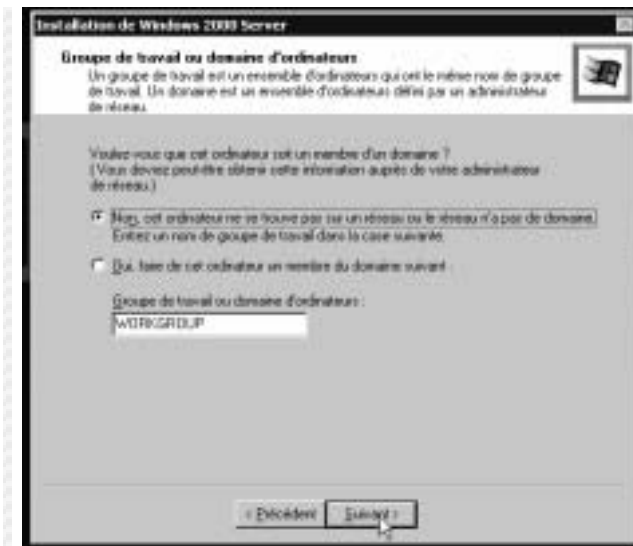 Installation de Windows 2000 Server
Groupe de travail ou domaine d'ordinateurs
Un groupe de travail est un ensemble d'ordinateurs qui ont le même nom de groupe
de travail. Un domaine est un ensemble d'ordinateurs défini par un administrateur
de réseau.
Voulez-vous que cet ordinateur soit un membre d'un domaine ?
(Vous devrez peut-être obtenir cette information auprès de votre administrateur
de réseau.)
Non, cet ordinateur ne se trouve pas sur un réseau ou le réseau n'a pas de domaine.
Entrez un nom de groupe de travail dans la case suivante.
Oui, faire de cet ordinateur un membre du domaine suivant :
Groupe de travail ou domaine d'ordinateurs :
WORKGROUP
< Précédent
Suivant >